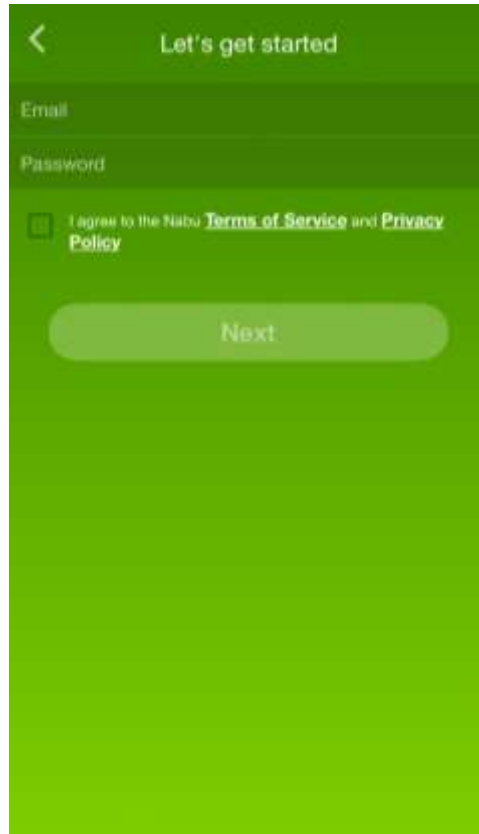 Let's get started
Email
Password
I agree to the Nabu Terms of Service and Privacy
Policy
Next